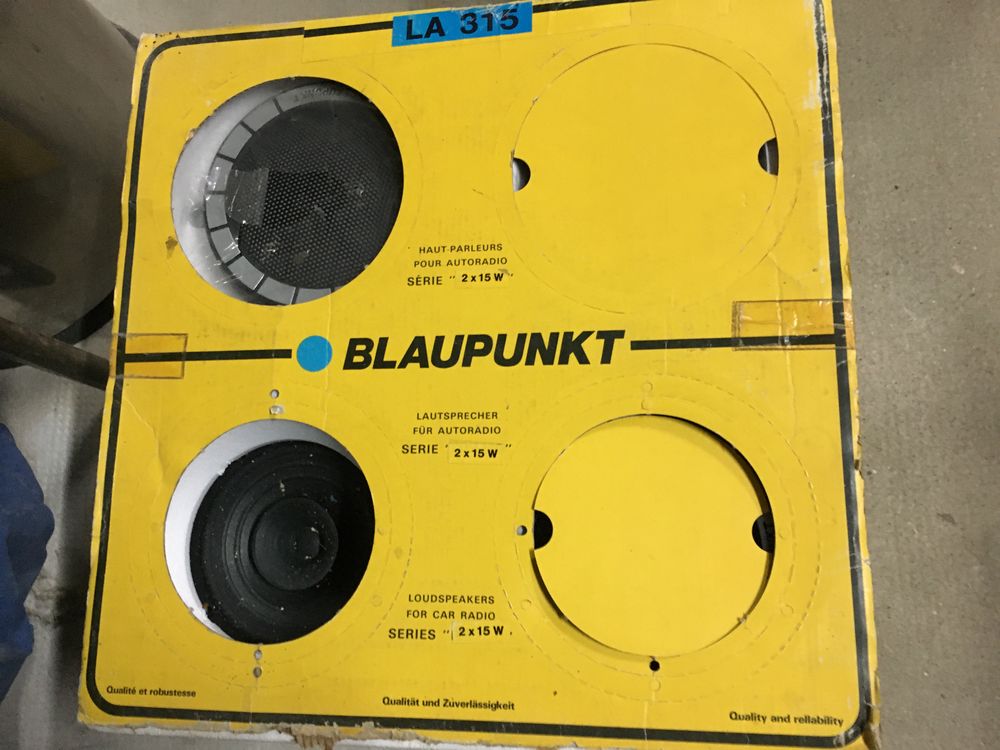 LA 315
HAUT-PARLEURS
POUR AUTORADIO
SÉRIE " 2 x 15 W "
BLAUPUNKT
LAUTSPRECHER
FÜR AUTORADIO
SERIE " 2 x 15 W "
LOUDSPEAKERS
FOR CAR RADIO
SERIES " 2 x 15 W "
Qualité et robustesse
Qualität und Zuverlässigkeit
Quality and reliability